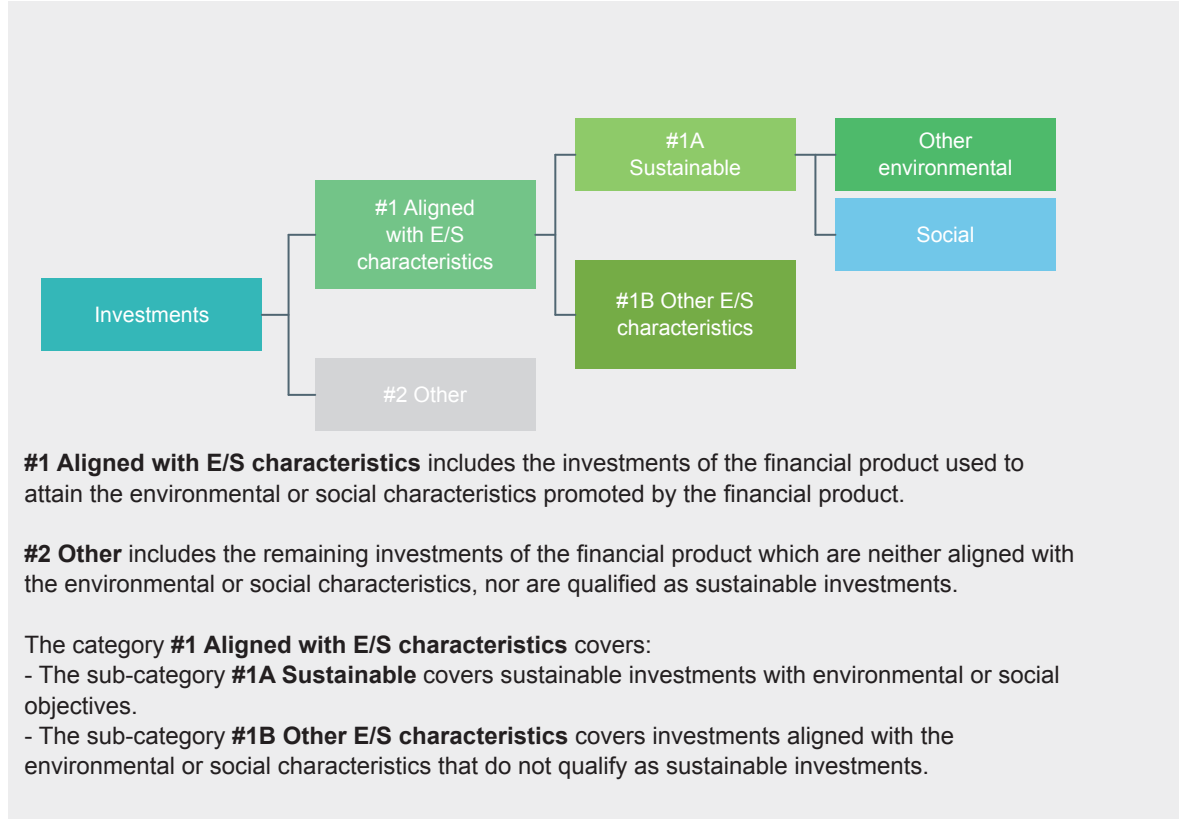 #1A
Sustainable
Other
environmental
#1 Aligned
with E/S
characteristics
Social
Investments
#1B Other E/S
characteristics
#2 Other
#1 Aligned with E/S characteristics includes the investments of the financial product used to
attain the environmental or social characteristics promoted by the financial product.
#2 Other includes the remaining investments of the financial product which are neither aligned with
the environmental or social characteristics, nor are qualified as sustainable investments.
The category #1 Aligned with E/S characteristics covers:
- The sub-category #1A Sustainable covers sustainable investments with environmental or social
objectives.
- The sub-category #1B Other E/S characteristics covers investments aligned with the
environmental or social characteristics that do not qualify as sustainable investments.